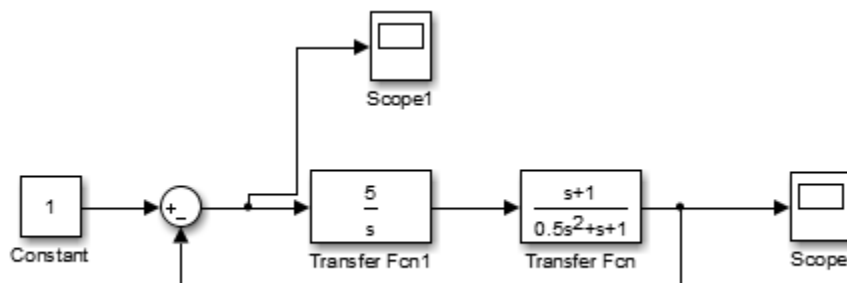 Scope1
1
Constant
+
−
5
s
Transfer Fcn1
s+1
0.5s²+s+1
Transfer Fcn
Scope